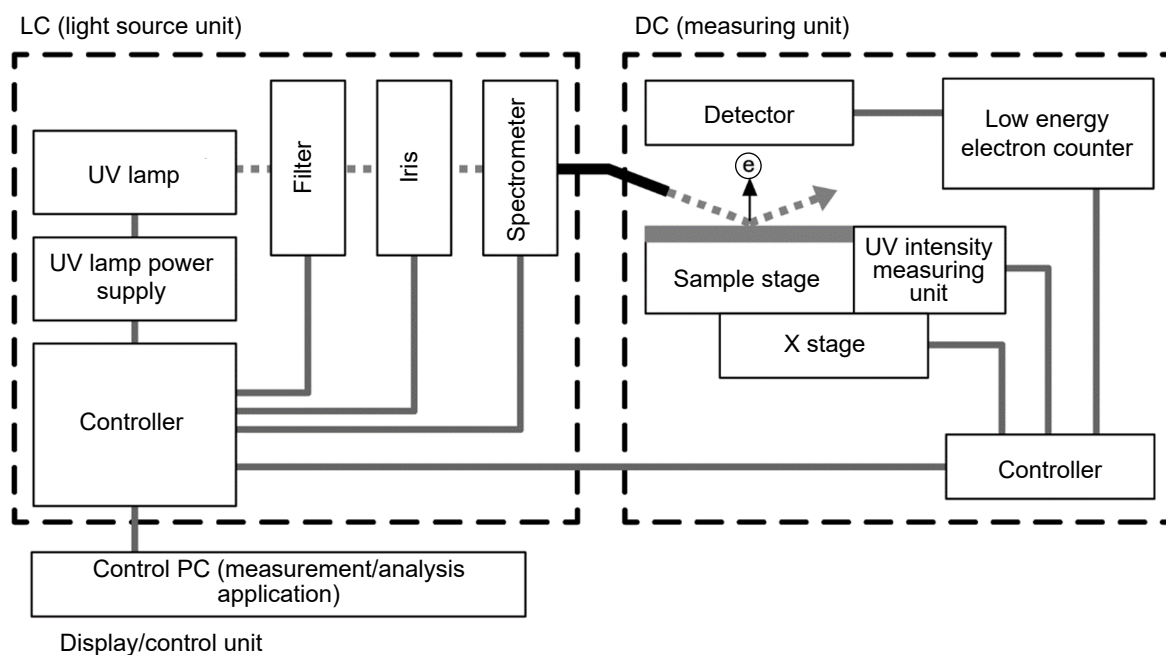 LC (light source unit)
DC (measuring unit)
UV lamp
Filter
Iris
Spectrometer
UV lamp power
supply
Controller
Detector
Low energy
electron counter
e
Sample stage
UV intensity
measuring
unit
X stage
Controller
Control PC (measurement/analysis
application)
Display/control unit